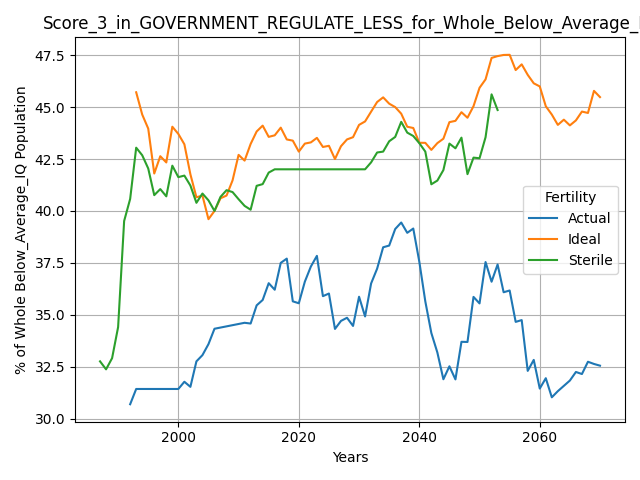 Score_3_in_GOVERNMENT_REGULATE_LESS_for_Whole_Below_Average_
% of Whole Below_Average_IQ Population
47.5
45.0
42.5
40.0
37.5
35.0
32.5
30.0
Fertility
Actual
Ideal
Sterile
2000
2020
2040
2060
Years